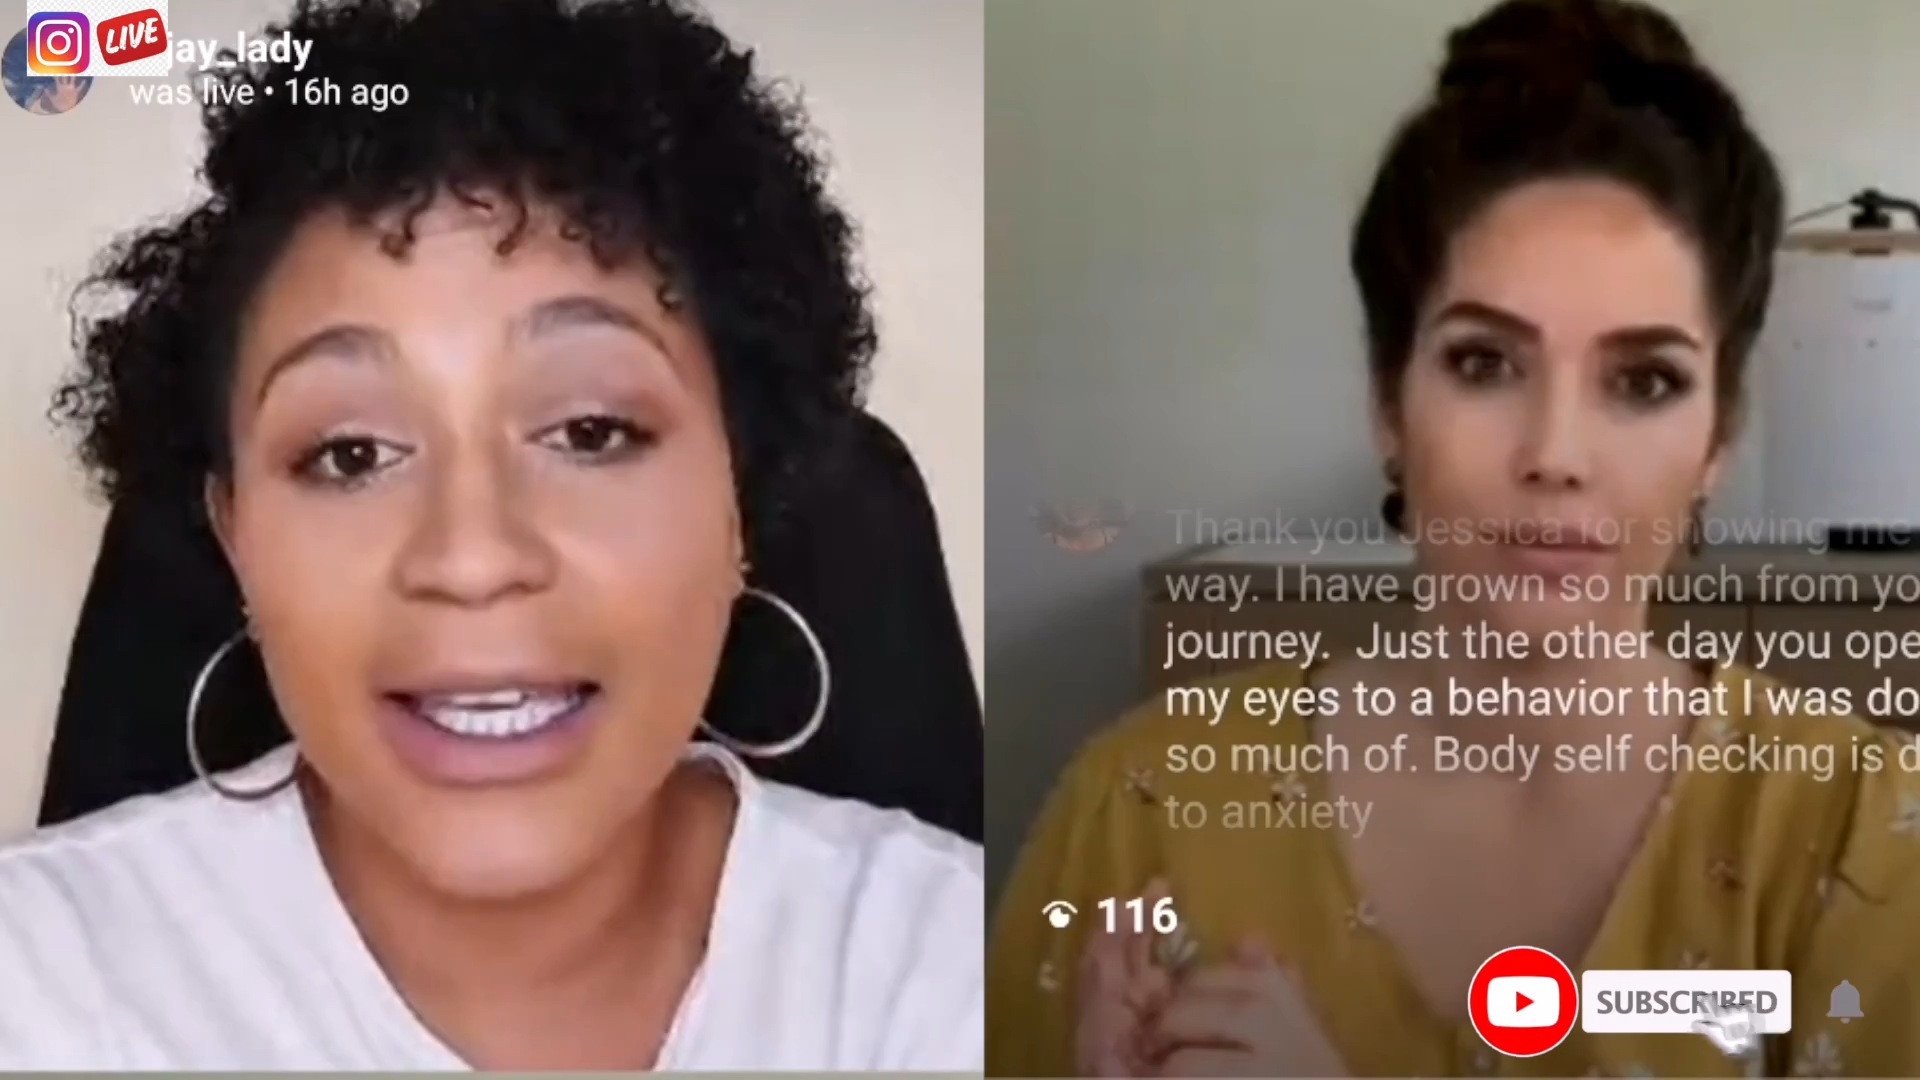 LIVE
jay_lady
was live • 16h ago
Thank you Jessica for showing me
way. I have grown so much from yo
journey. Just the other day you ope
my eyes to a behavior that I was do
so much of. Body self checking is d
to anxiety
116
SUBSCRIBED